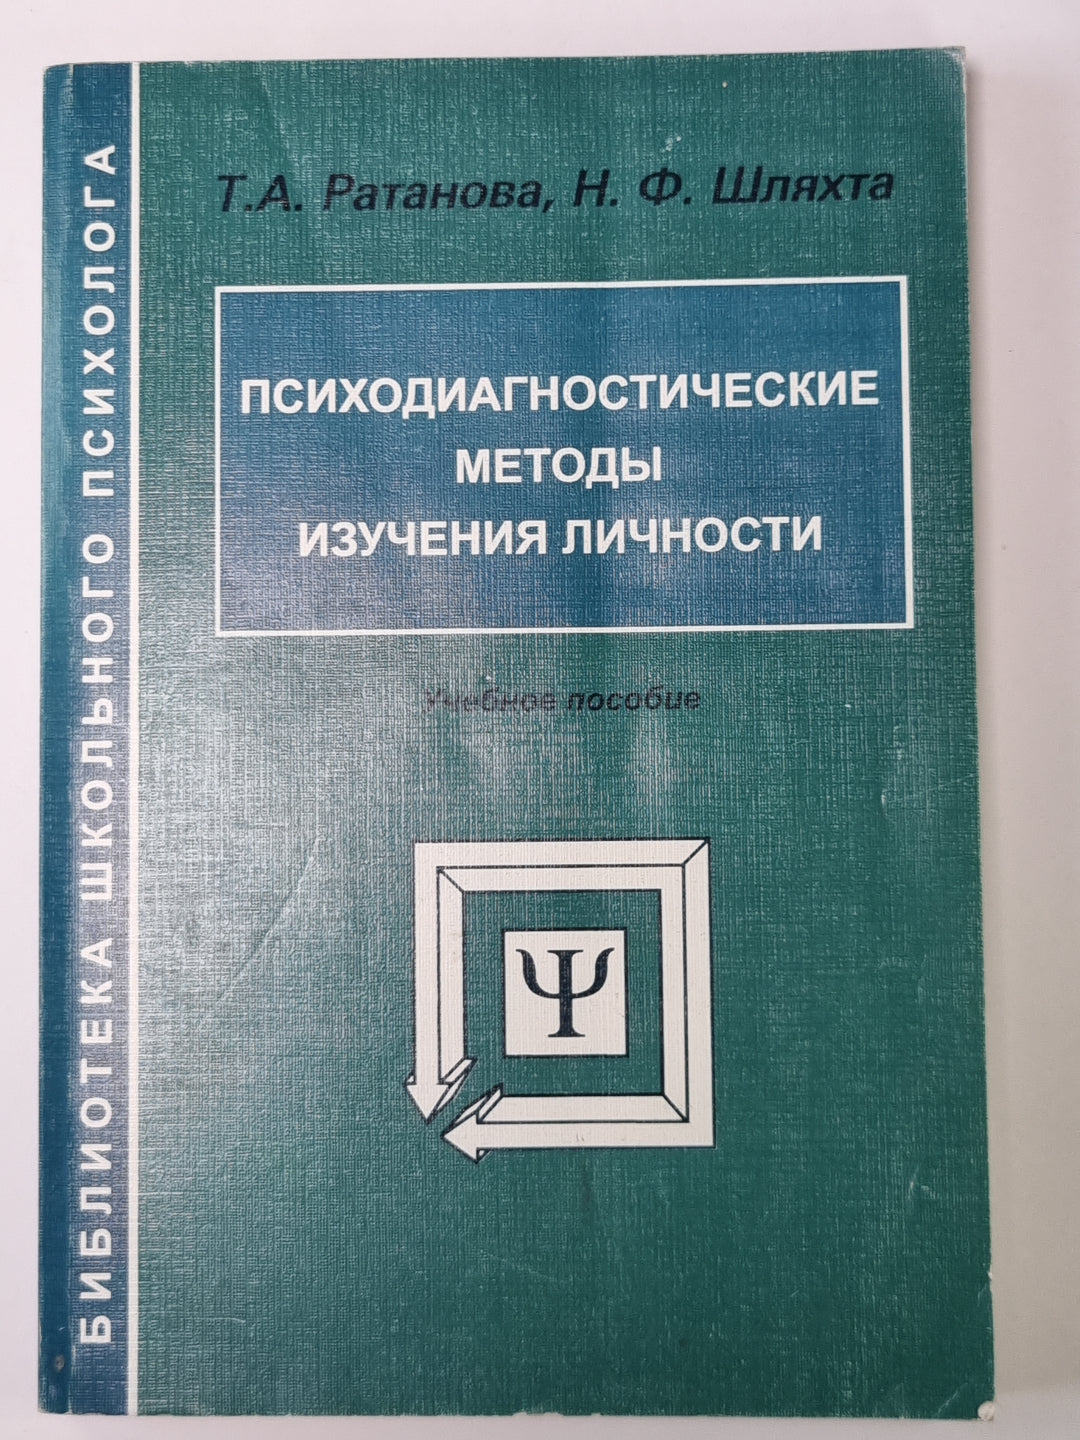 БИБЛИОТЕКА ШКОЛЬНОГО ПСИХОЛОГА
Т.А. Ратанова, Н. Ф. Шляхта
ПСИХОДИАГНОСТИЧЕСКИЕ
МЕТОДЫ
ИЗУЧЕНИЯ ЛИЧНОСТИ
Учебное пособие
Ψ